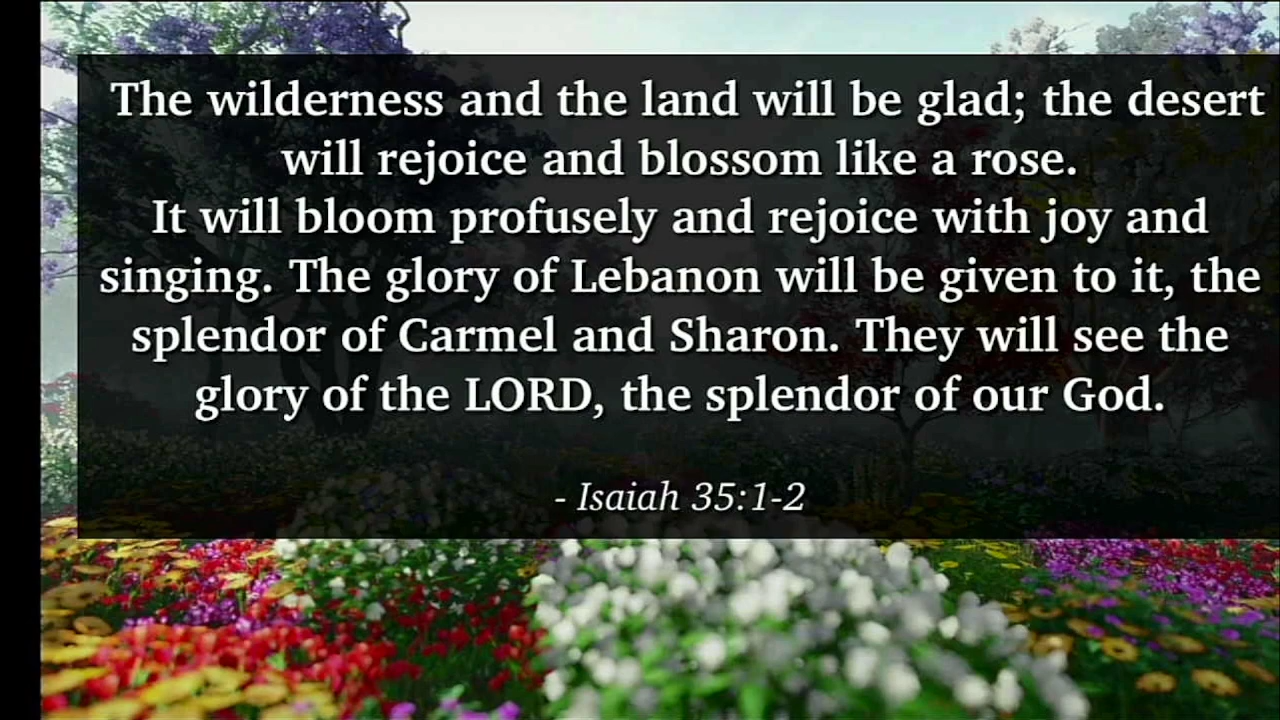 The wilderness and the land will be glad; the desert
will rejoice and blossom like a rose.
It will bloom profusely and rejoice with joy and
singing. The glory of Lebanon will be given to it, the
splendor of Carmel and Sharon. They will see the
glory of the LORD, the splendor of our God.
- Isaiah 35:1-2